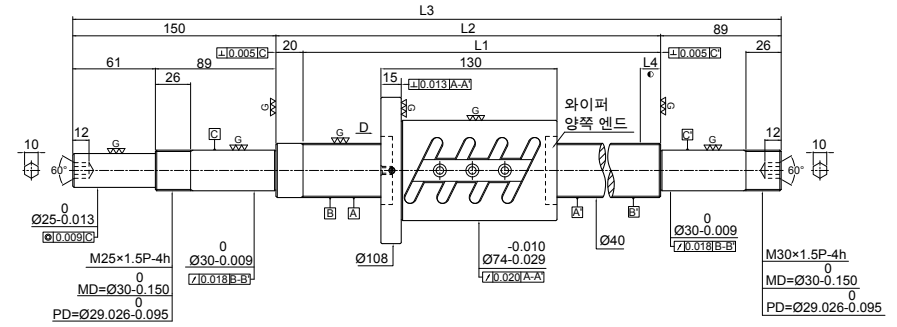 L3
150
L2
89
⊥ 0.005 C
20
L1
⊥ 0.005 C'
26
61
89
130
L4
26
15
⊥ 0.013 A-A'
G
G
G
와이퍼
양쪽 엔드
12
G
C
G
G
D
G
C'
G
12
10
60°
60°
10
B
A
A'
B'
0
Ø25-0.013
◎ 0.009 C
0
Ø30-0.009
↗ 0.018 B-B'
Ø108
-0.010
Ø74-0.029
↗ 0.020 A-A'
Ø40
0
Ø30-0.009
↗ 0.018 B-B'
M25×1.5P-4h
0
MD=Ø30-0.150
0
PD=Ø29.026-0.095
M30×1.5P-4h
0
MD=Ø30-0.150
0
PD=Ø29.026-0.095